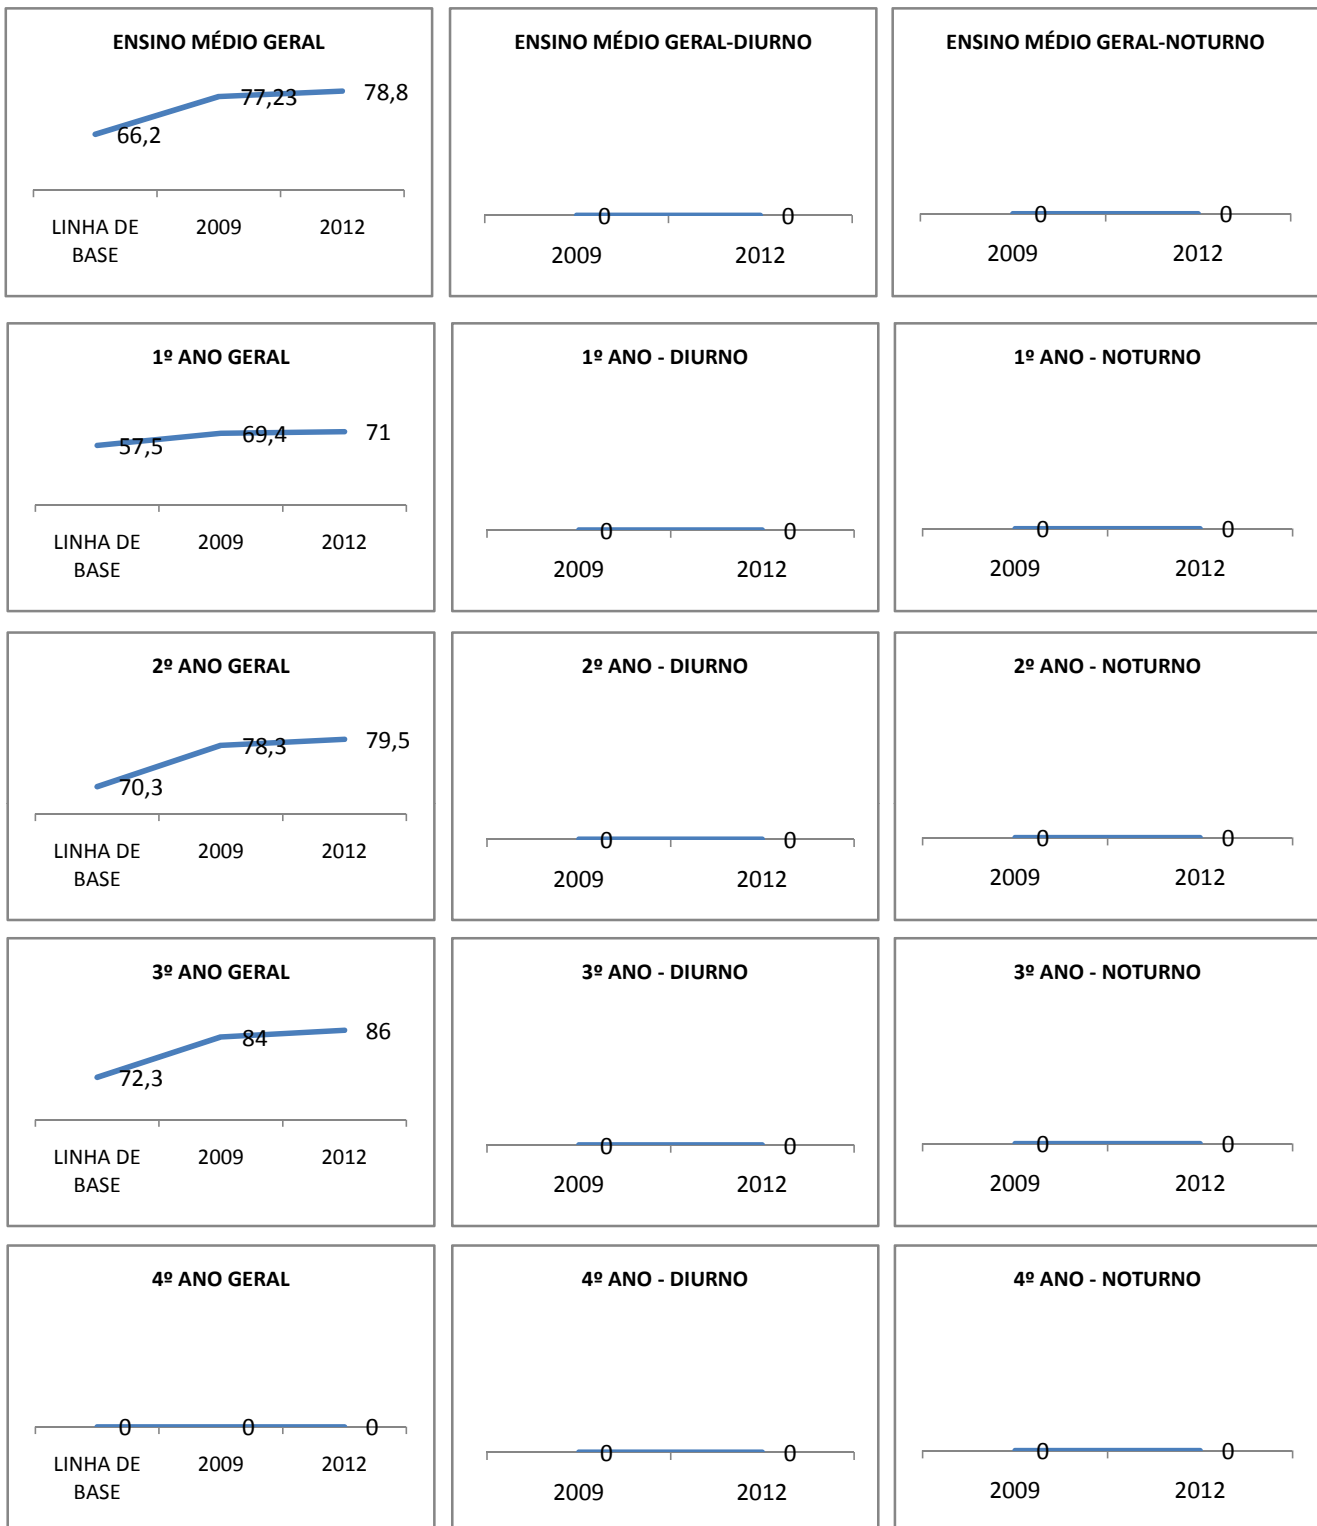 ENSINO MÉDIO GERAL
66,2
77,23
78,8
LINHA DE
BASE
2009
2012
ENSINO MÉDIO GERAL-DIURNO
0
0
2009
2012
ENSINO MÉDIO GERAL-NOTURNO
0
0
2009
2012
1º ANO GERAL
57,5
69,4
71
LINHA DE
BASE
2009
2012
1º ANO - DIURNO
0
0
2009
2012
1º ANO - NOTURNO
0
0
2009
2012
2º ANO GERAL
70,3
78,3
79,5
LINHA DE
BASE
2009
2012
2º ANO - DIURNO
0
0
2009
2012
2º ANO - NOTURNO
0
0
2009
2012
3º ANO GERAL
72,3
84
86
LINHA DE
BASE
2009
2012
3º ANO - DIURNO
0
0
2009
2012
3º ANO - NOTURNO
0
0
2009
2012
4º ANO GERAL
0
0
0
LINHA DE
BASE
2009
2012
4º ANO - DIURNO
0
0
2009
2012
4º ANO - NOTURNO
0
0
2009
2012